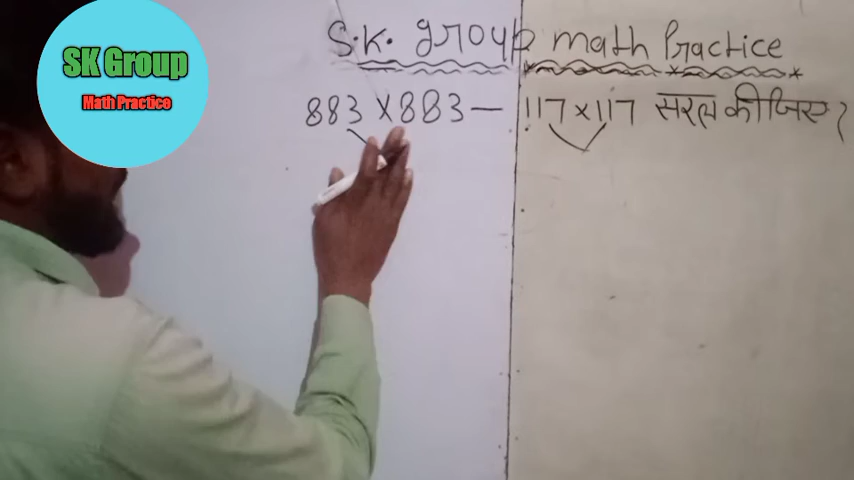 SK Group
Math Practice
S.K. group math Practice
883 × 883 — 117 × 117 सरल कीजिए?